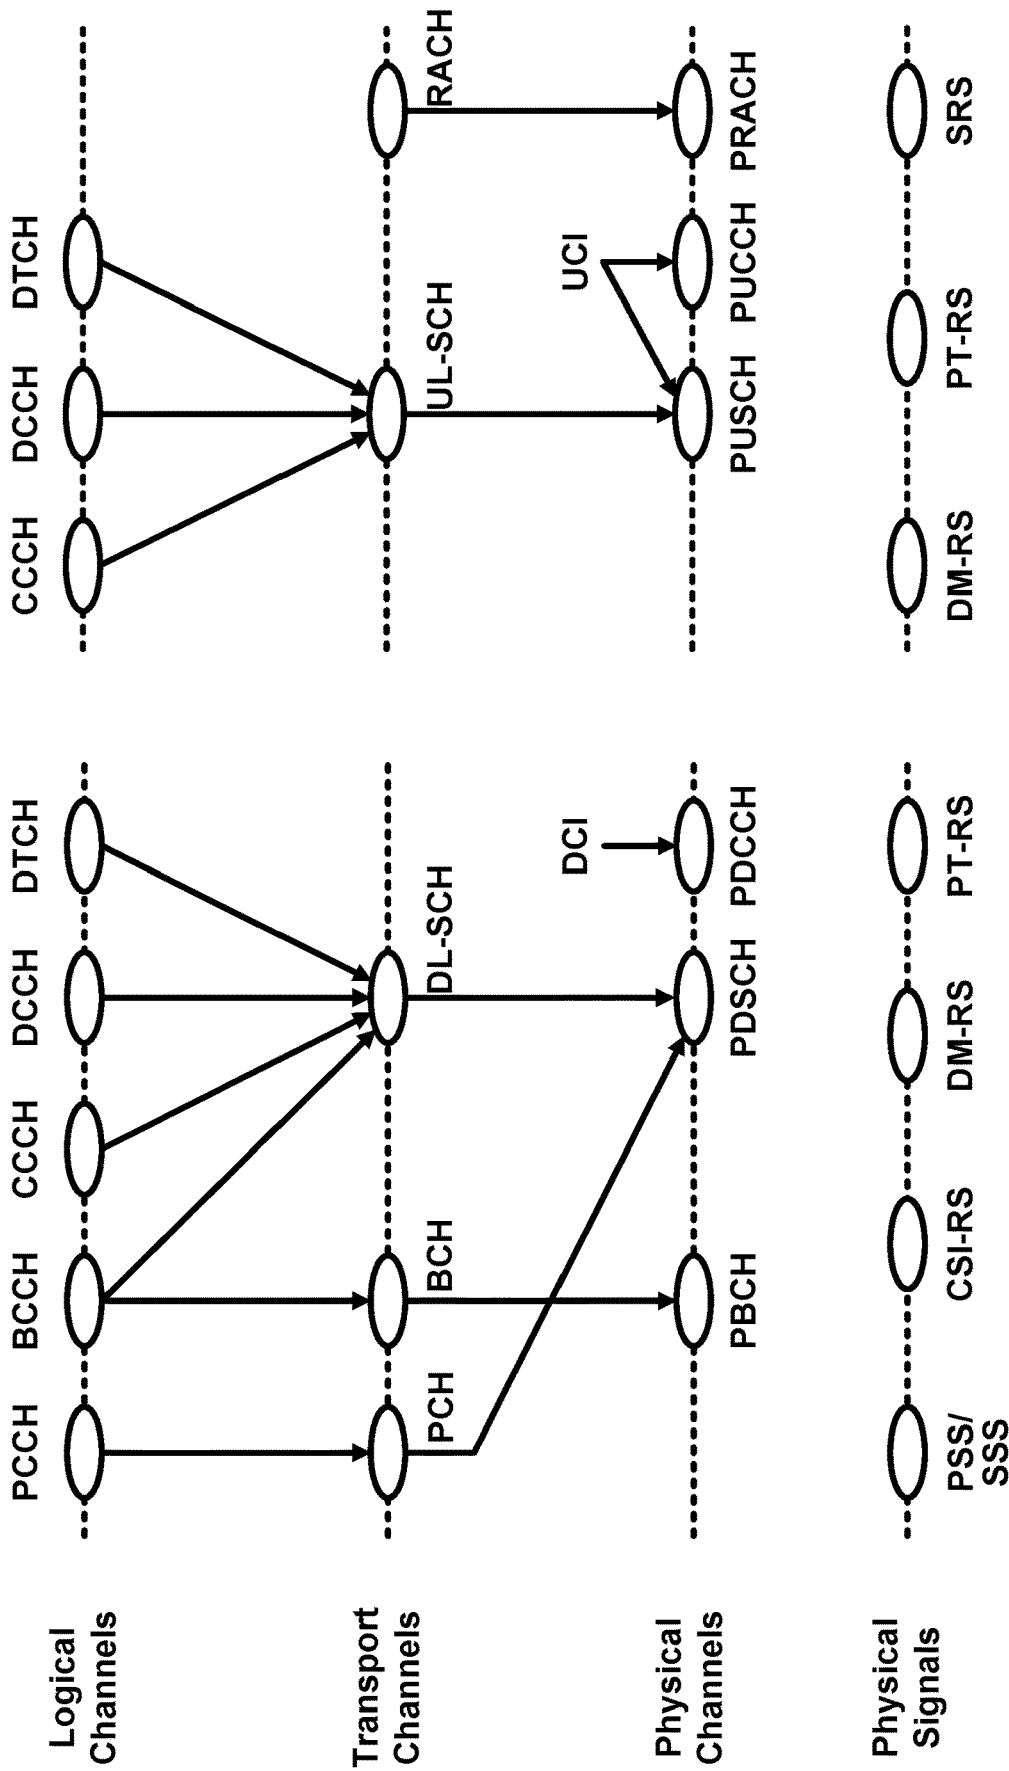 Logical
Channels
PCCH
BCCH
CCCH
DCCH
DTCH
CCCH
DCCH
DTCH
Transport
Channels
PCH
BCH
DL-SCH
UL-SCH
RACH
DCI
UCI
Physical
Channels
PBCH
PDSCH
PDCCH
PUSCH
PUCCH
PRACH
Physical
Signals
PSS/
SSS
CSI-RS
DM-RS
PT-RS
DM-RS
PT-RS
SRS